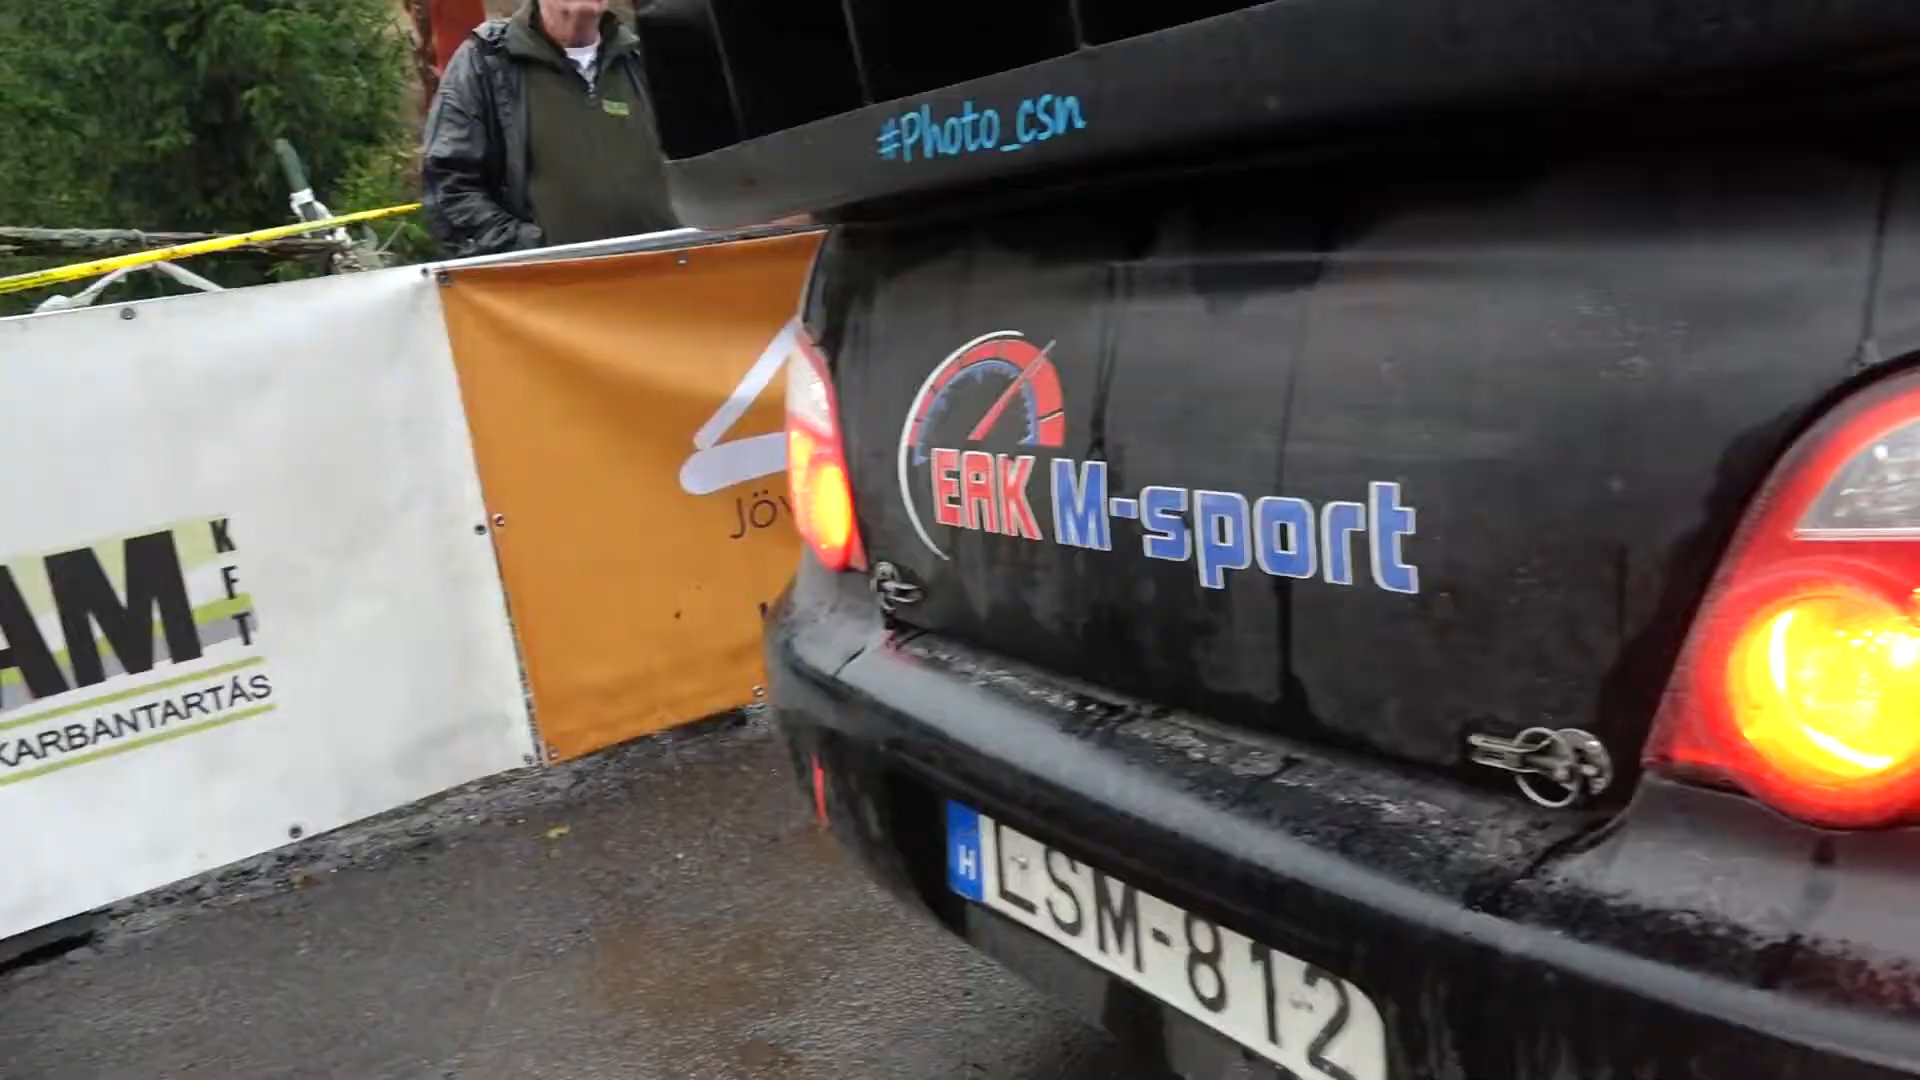 #Photo_csn
EAK M-sport
H LSM-812
AM KFT
KARBANTARTÁS